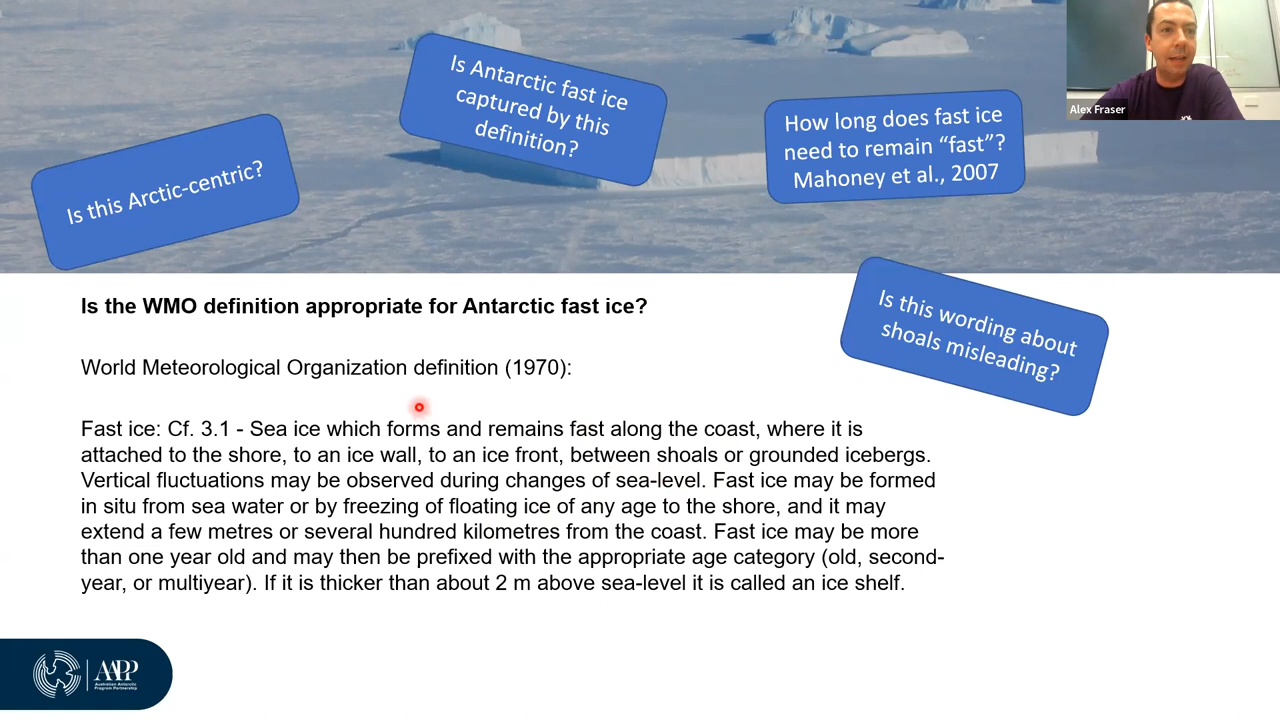 Is this Arctic-centric?
Is Antarctic fast ice
captured by this
definition?
How long does fast ice
need to remain “fast”?
Mahoney et al., 2007
Alex Fraser
Is this wording about
shoals misleading?
Is the WMO definition appropriate for Antarctic fast ice?
World Meteorological Organization definition (1970):
Fast ice: Cf. 3.1 - Sea ice which forms and remains fast along the coast, where it is
attached to the shore, to an ice wall, to an ice front, between shoals or grounded icebergs.
Vertical fluctuations may be observed during changes of sea-level. Fast ice may be formed
in situ from sea water or by freezing of floating ice of any age to the shore, and it may
extend a few metres or several hundred kilometres from the coast. Fast ice may be more
than one year old and may then be prefixed with the appropriate age category (old, second-
year, or multiyear). If it is thicker than about 2 m above sea-level it is called an ice shelf.
AAPP
Australian Antarctic
Program Partnership